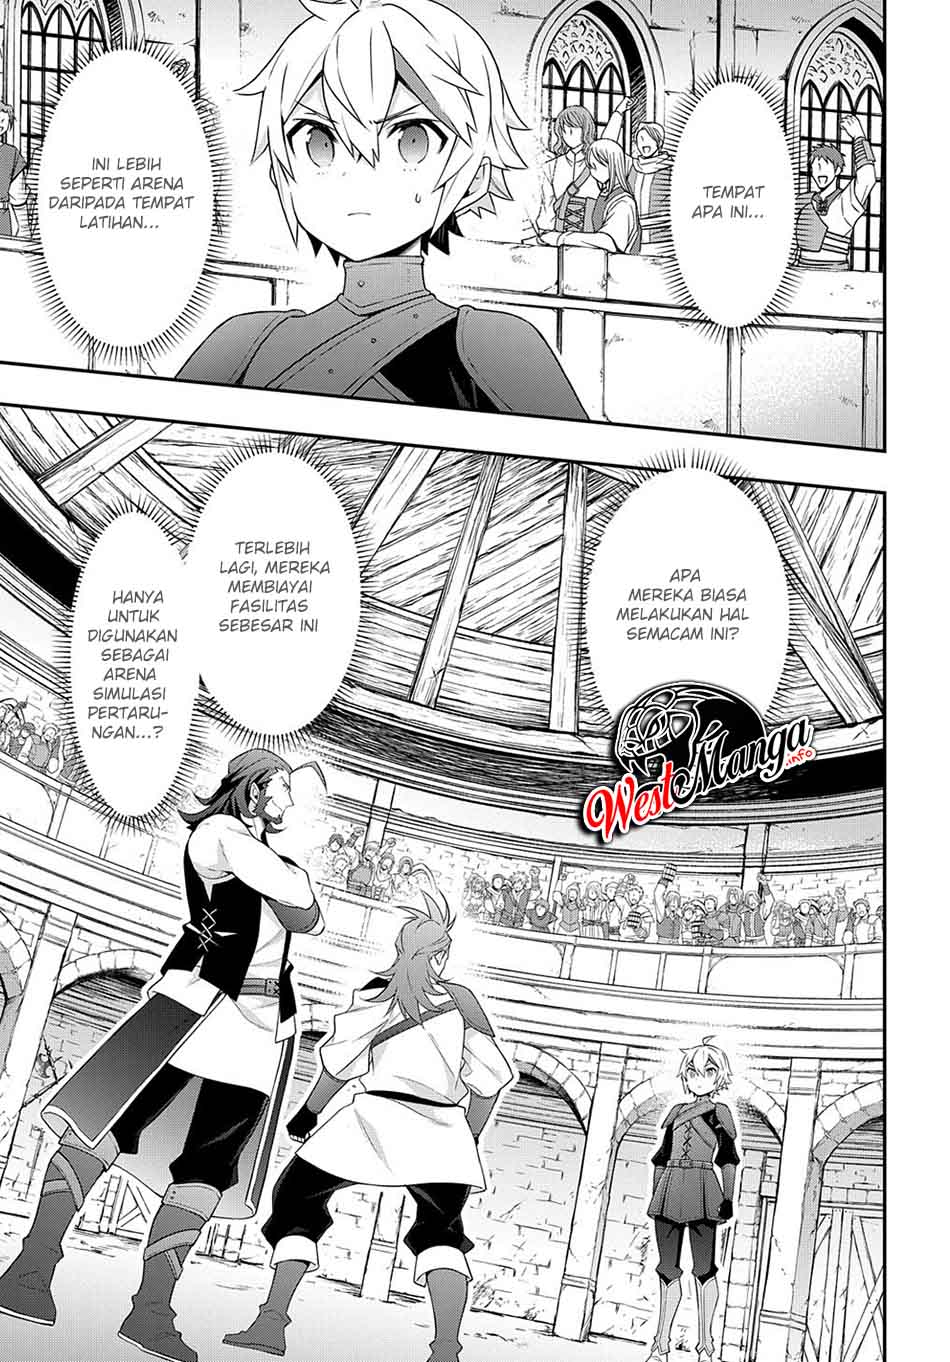 TEMPAT
APA INI...
INI LEBIH
SEPERTI ARENA
DARIPADA TEMPAT
LATIHAN...
APA
MEREKA BIASA
MELAKUKAN HAL
SEMACAM INI?
TERLEBIH
LAGI, MEREKA
MEMBIAYAI
FASILITAS
SEBESAR INI
HANYA
UNTUK
DIGUNAKAN
SEBAGAI
ARENA
SIMULASI
PERTARU-
NGAN...?
WestManga
.info